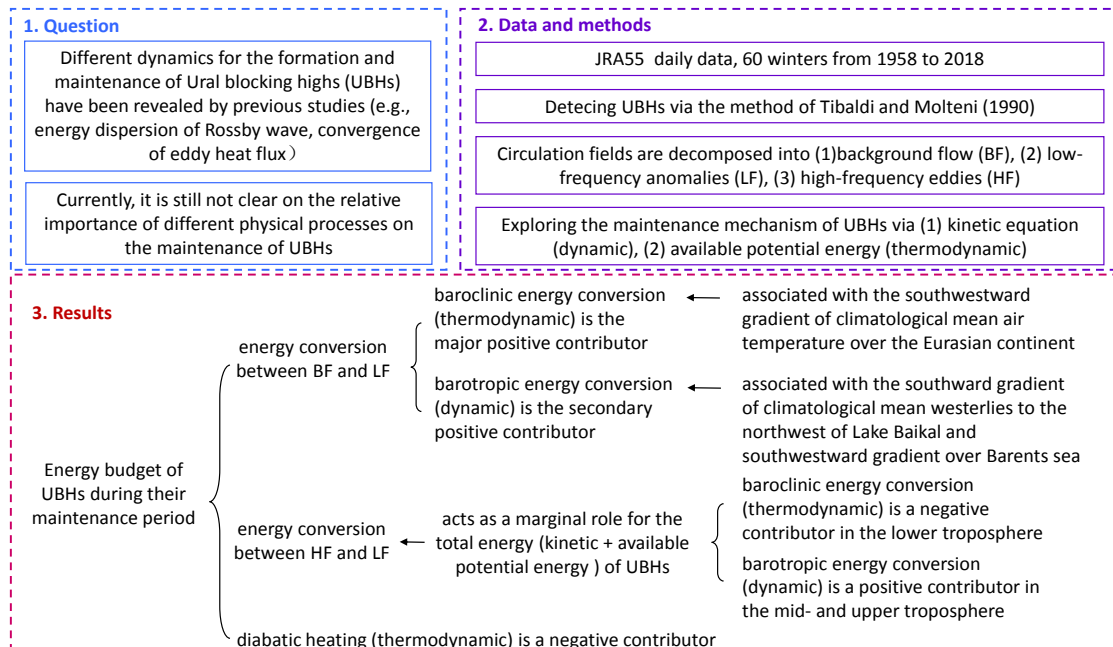 1. Question
Different dynamics for the formation and
maintenance of Ural blocking highs (UBHs)
have been revealed by previous studies (e.g.,
energy dispersion of Rossby wave, convergence
of eddy heat flux）
Currently, it is still not clear on the relative
importance of different physical processes on
the maintenance of UBHs
2. Data and methods
JRA55 daily data, 60 winters from 1958 to 2018
Detecing UBHs via the method of Tibaldi and Molteni (1990)
Circulation fields are decomposed into (1)background flow (BF), (2) low-
frequency anomalies (LF), (3) high-frequency eddies (HF)
Exploring the maintenance mechanism of UBHs via (1) kinetic equation
(dynamic), (2) available potential energy (thermodynamic)
3. Results
Energy budget of
UBHs during their
maintenance period
energy conversion
between BF and LF
baroclinic energy conversion
(thermodynamic) is the
major positive contributor
associated with the southwestward
gradient of climatological mean air
temperature over the Eurasian continent
barotropic energy conversion
(dynamic) is the secondary
positive contributor
associated with the southward gradient
of climatological mean westerlies to the
northwest of Lake Baikal and
southwestward gradient over Barents sea
energy conversion
between HF and LF
acts as a marginal role for the
total energy (kinetic + available
potential energy ) of UBHs
baroclinic energy conversion
(thermodynamic) is a negative
contributor in the lower troposphere
barotropic energy conversion
(dynamic) is a positive contributor in
the mid- and upper troposphere
diabatic heating (thermodynamic) is a negative contributor